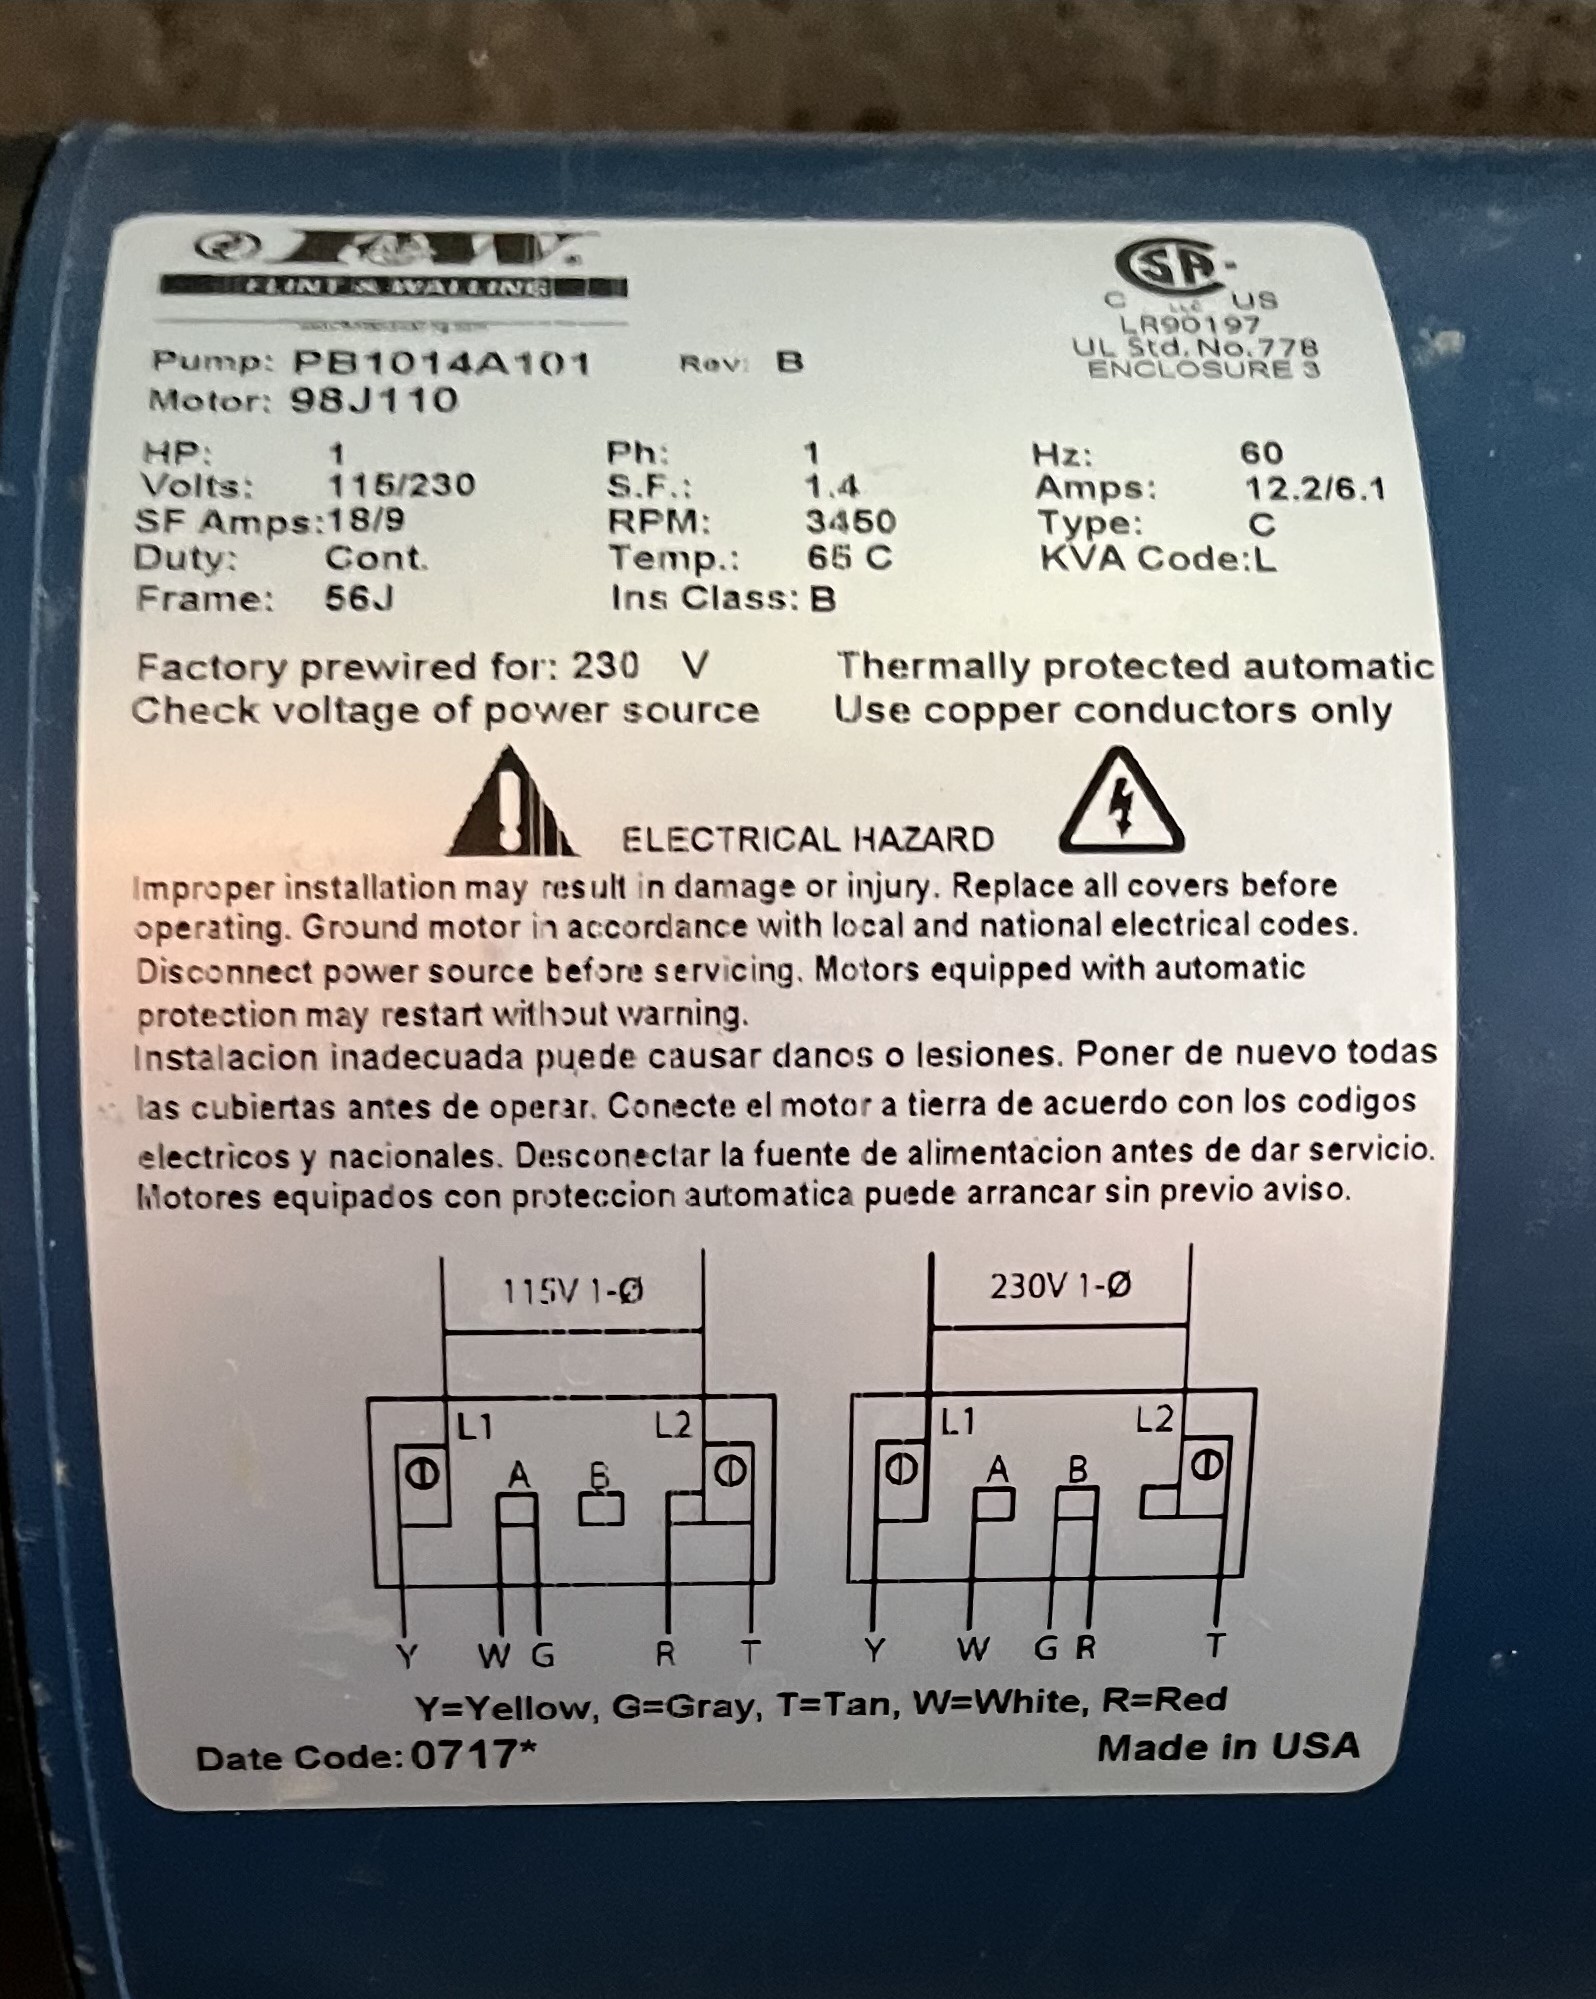 F&W.
FLINT & WALLING
CSA
C US
LR90197
UL Std. No.778
ENCLOSURE 3
Pump: PB1014A101 Rev: B
Motor: 98J110
HP: 1 Ph: 1 Hz: 60
Volts: 115/230 S.F.: 1.4 Amps: 12.2/6.1
SF Amps:18/9 RPM: 3450 Type: C
Duty: Cont. Temp.: 65 C KVA Code:L
Frame: 56J Ins Class: B
Factory prewired for: 230 V Thermally protected automatic
Check voltage of power source Use copper conductors only
ELECTRICAL HAZARD
Improper installation may result in damage or injury. Replace all covers before
operating. Ground motor in accordance with local and national electrical codes.
Disconnect power source before servicing. Motors equipped with automatic
protection may restart without warning.
Instalacion inadecuada puede causar danos o lesiones. Poner de nuevo todas
las cubiertas antes de operar. Conecte el motor a tierra de acuerdo con los codigos
electricos y nacionales. Desconectar la fuente de alimentacion antes de dar servicio.
Motores equipados con proteccion automatica puede arrancar sin previo aviso.
115V 1-Ø 230V 1-Ø
L1 L2 L1 L2
A B A B
Y W G R T Y W G R T
Y=Yellow, G=Gray, T=Tan, W=White, R=Red
Date Code: 0717* Made in USA